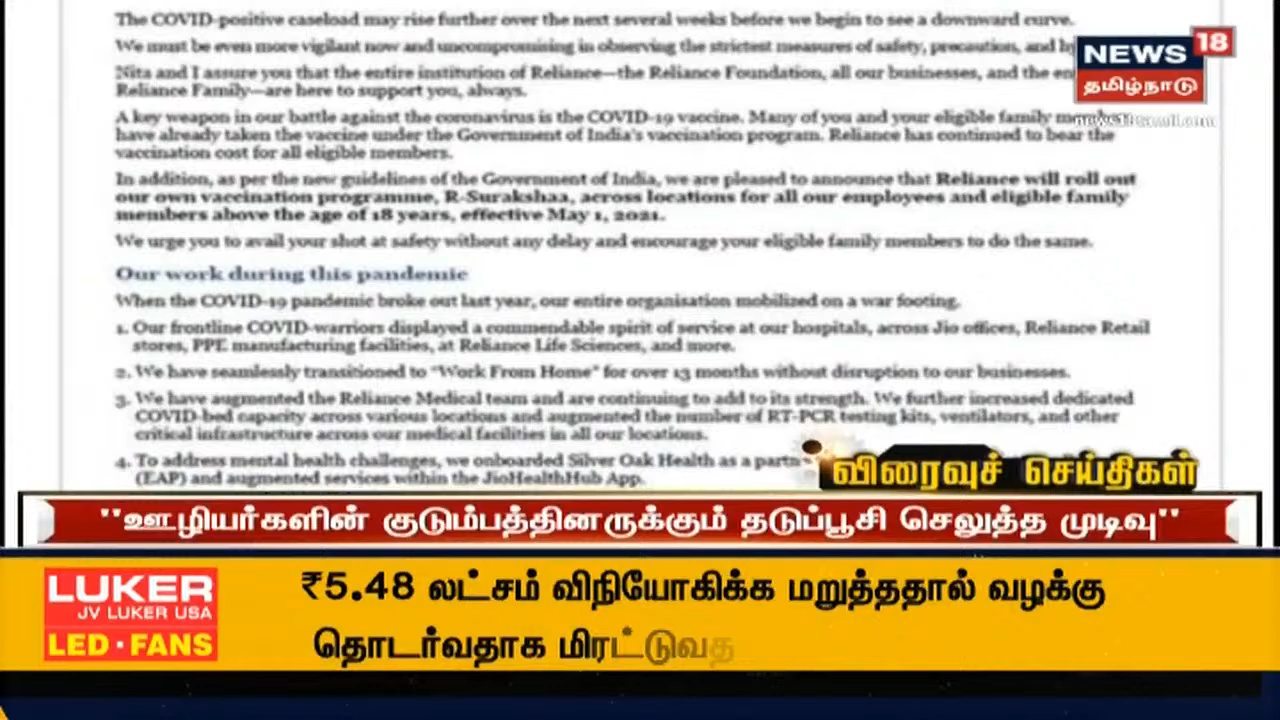 The COVID-positive caseload may rise further over the next several weeks before we begin to see a downward curve.
We must be even more vigilant now and uncompromising in observing the strictest measures of safety, precaution, and
Nita and I assure you that the entire institution of Reliance—the Reliance Foundation, all our businesses, and the
Reliance Family—are here to support you, always.
A key weapon in our battle against the coronavirus is the COVID-19 vaccine. Many of you and your eligible family
have already taken the vaccine under the Government of India's vaccination program. Reliance has continued to bear the
vaccination cost for all eligible members.
In addition, as per the new guidelines of the Government of India, we are pleased to announce that Reliance will roll out
our own vaccination programme, R-Surakshaa, across locations for all our employees and eligible family
members above the age of 18 years, effective May 1, 2021.
We urge you to avail your shot at safety without any delay and encourage your eligible family members to do the same.
Our work during this pandemic
When the COVID-19 pandemic broke out last year, our entire organisation mobilized on a war footing.
1. Our frontline COVID-warriors displayed a commendable spirit of service at our hospitals, across Jio offices, Reliance Retail
stores, PPE manufacturing facilities, at Reliance Life Sciences, and more.
2. We have seamlessly transitioned to "Work From Home" for over 13 months without disruption to our businesses.
3. We have augmented the Reliance Medical team and are continuing to add to its strength. We further increased dedicated
COVID-bed capacity across various locations and augmented the number of RT-PCR testing kits, ventilators, and other
critical infrastructure across our medical facilities in all our locations.
4. To address mental health challenges, we onboarded Silver Oak Health as a
(EAP) and augmented services within the JioHealthHub App.
NEWS 18
தமிழ்நாடு
விரைவுச் செய்திகள்
''ஊழியர்களின் குடும்பத்தினருக்கும் தடுப்பூசி செலுத்த முடிவு''
LUKER
JV LUKER USA
LED · FANS
₹5.48 லட்சம் விநியோகிக்க மறுத்ததால் வழக்கு
தொடர்வதாக மிரட்டுவத